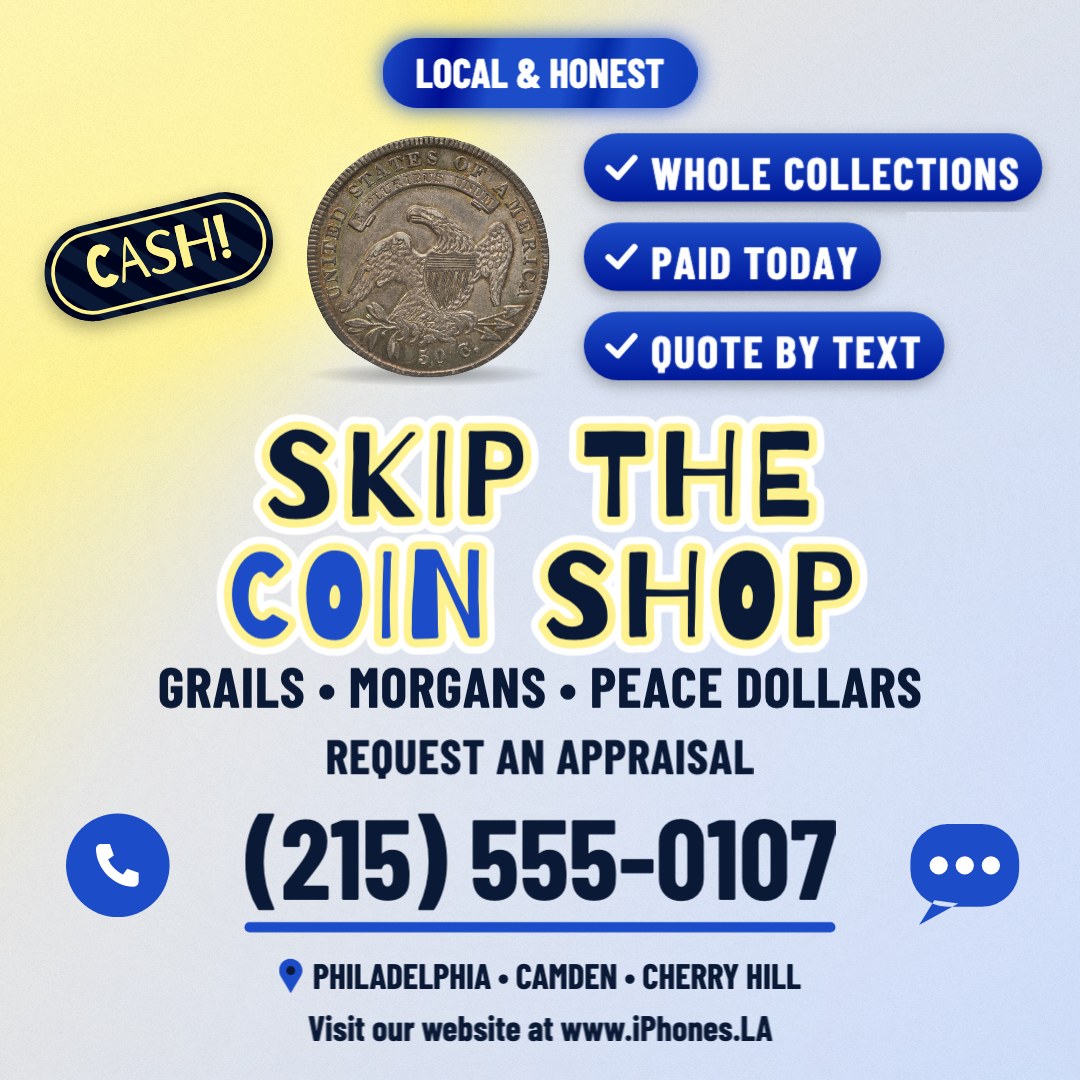 LOCAL & HONEST
CASH!
UNITED STATES OF AMERICA
E PLURIBUS UNUM
50 C.
WHOLE COLLECTIONS
PAID TODAY
QUOTE BY TEXT
SKIP THE
COIN SHOP
GRAILS • MORGANS • PEACE DOLLARS
REQUEST AN APPRAISAL
(215) 555-0107
PHILADELPHIA • CAMDEN • CHERRY HILL
Visit our website at www.iPhones.LA